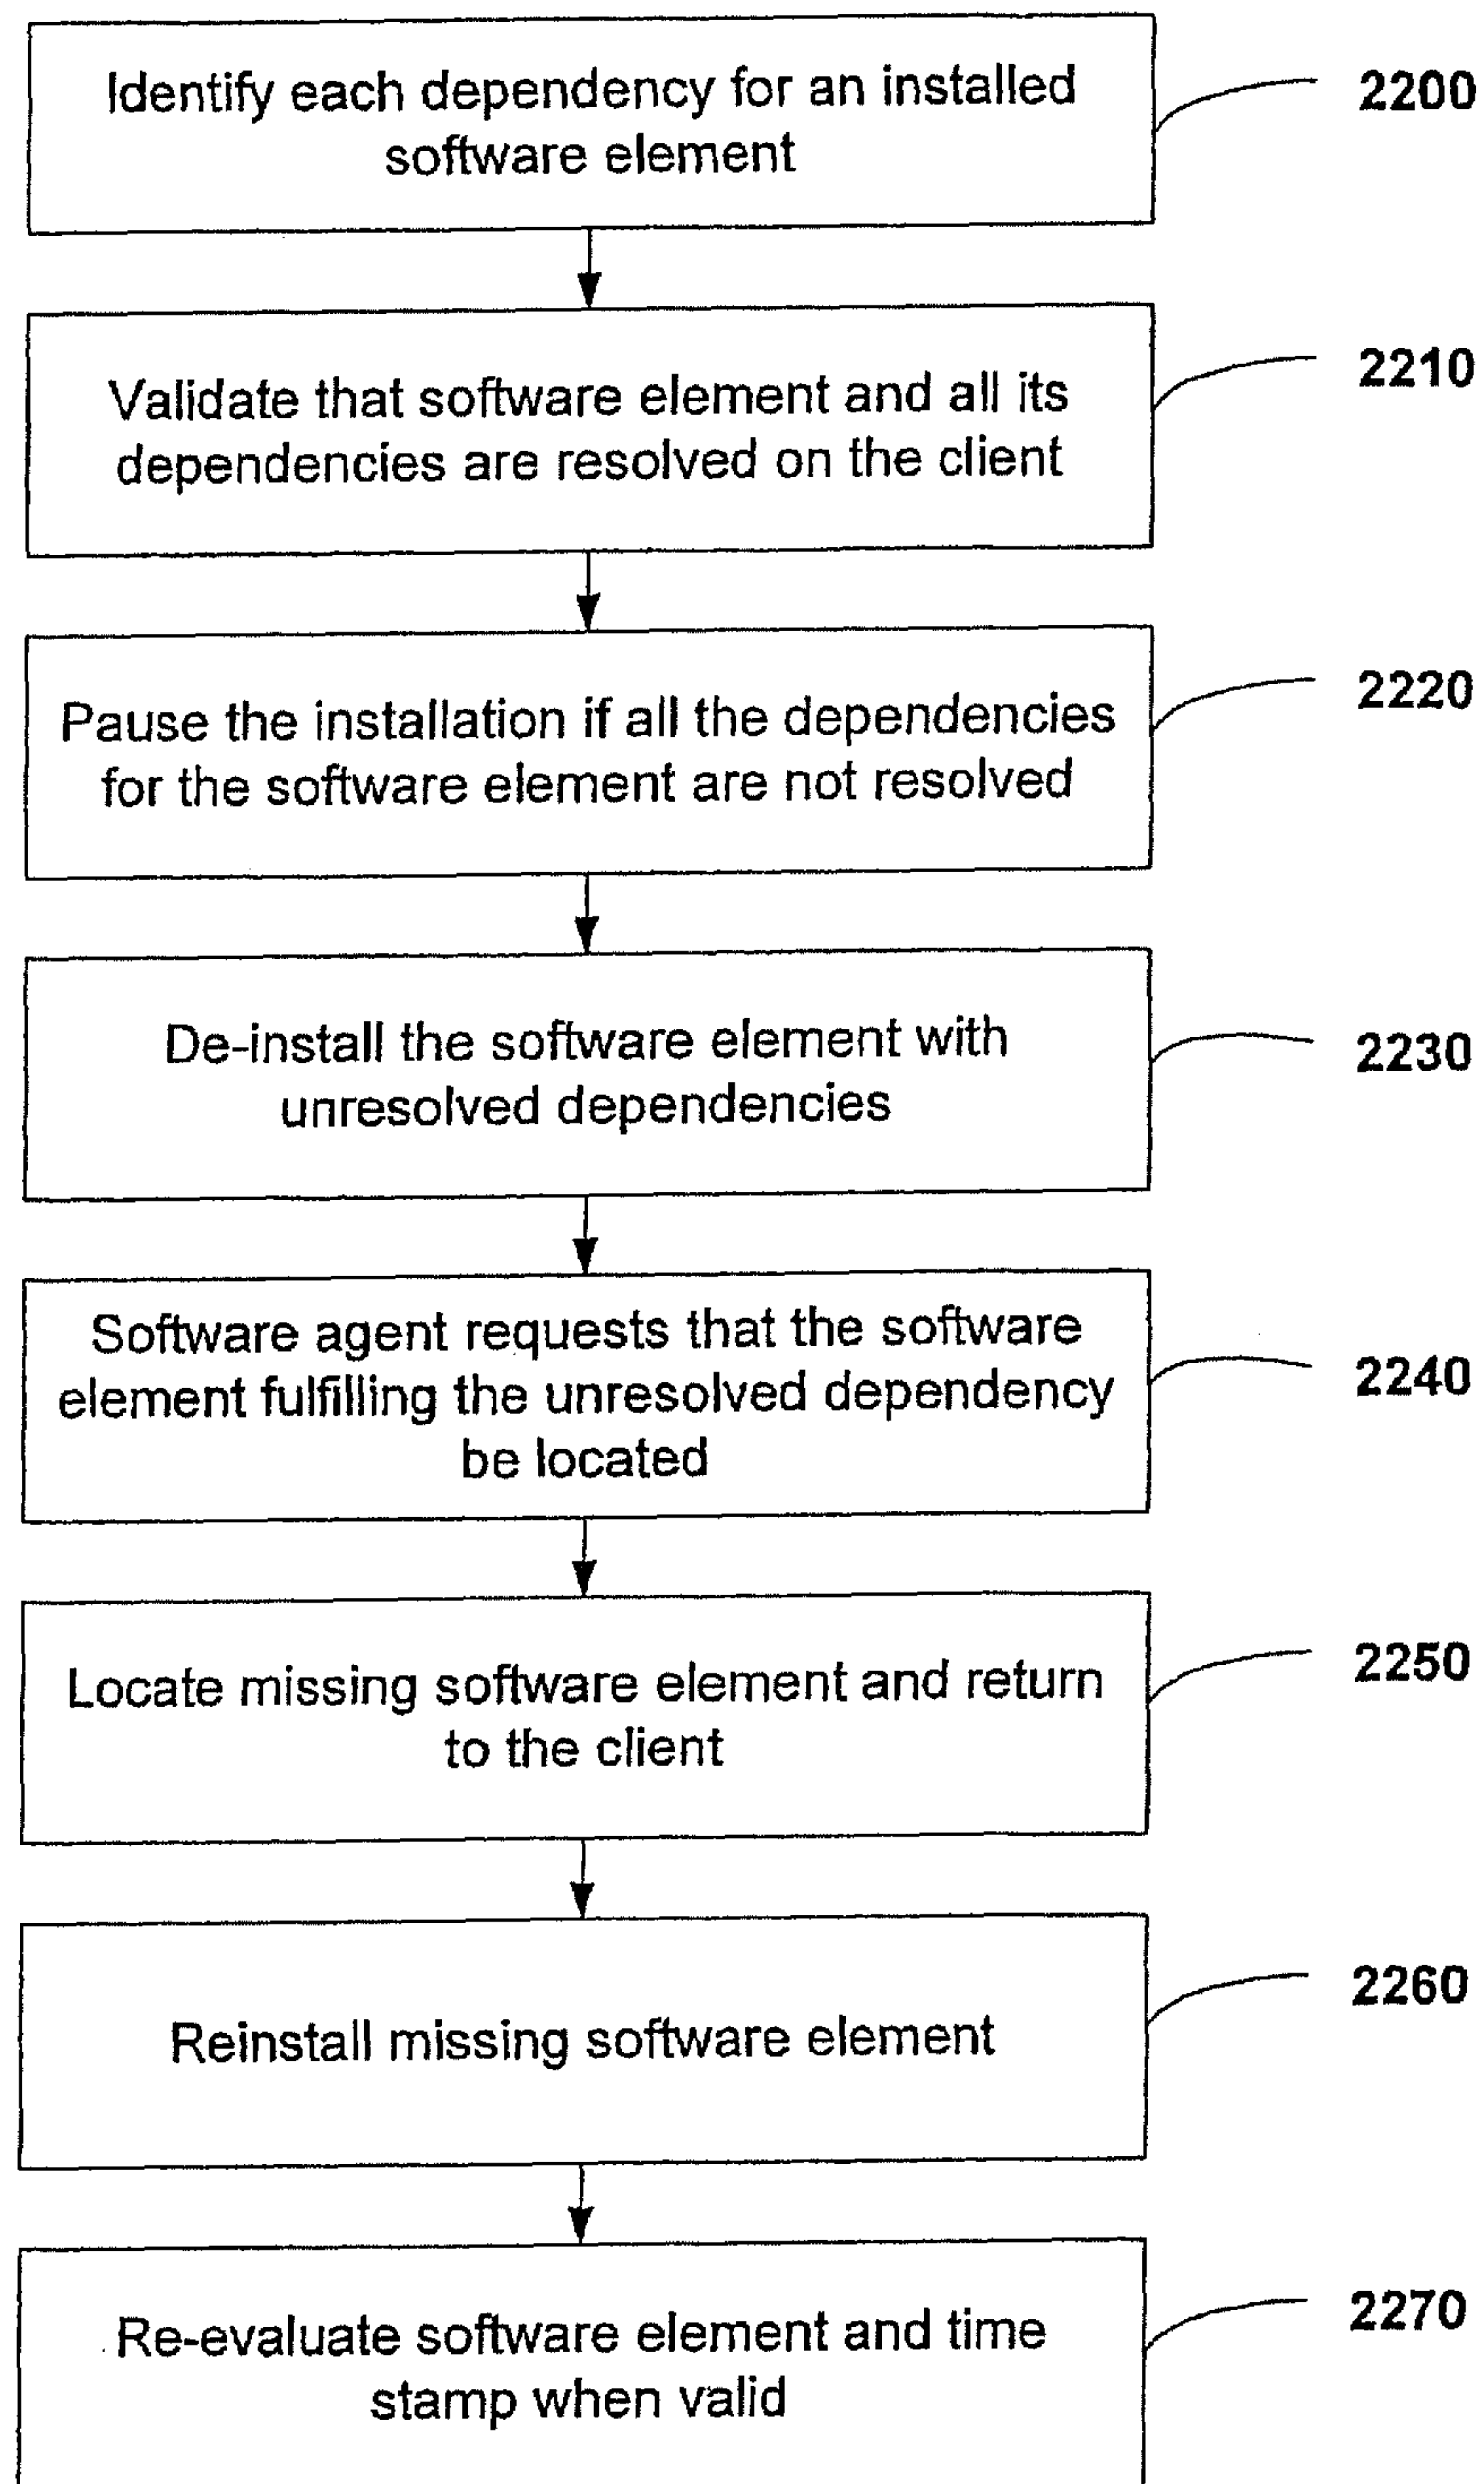 Identify each dependency for an installed
software element
2200
Validate that software element and all its
dependencies are resolved on the client
2210
Pause the installation if all the dependencies
for the software element are not resolved
2220
De-install the software element with
unresolved dependencies
2230
Software agent requests that the software
element fulfilling the unresolved dependency
be located
2240
Locate missing software element and return
to the client
2250
Reinstall missing software element
2260
Re-evaluate software element and time
stamp when valid
2270